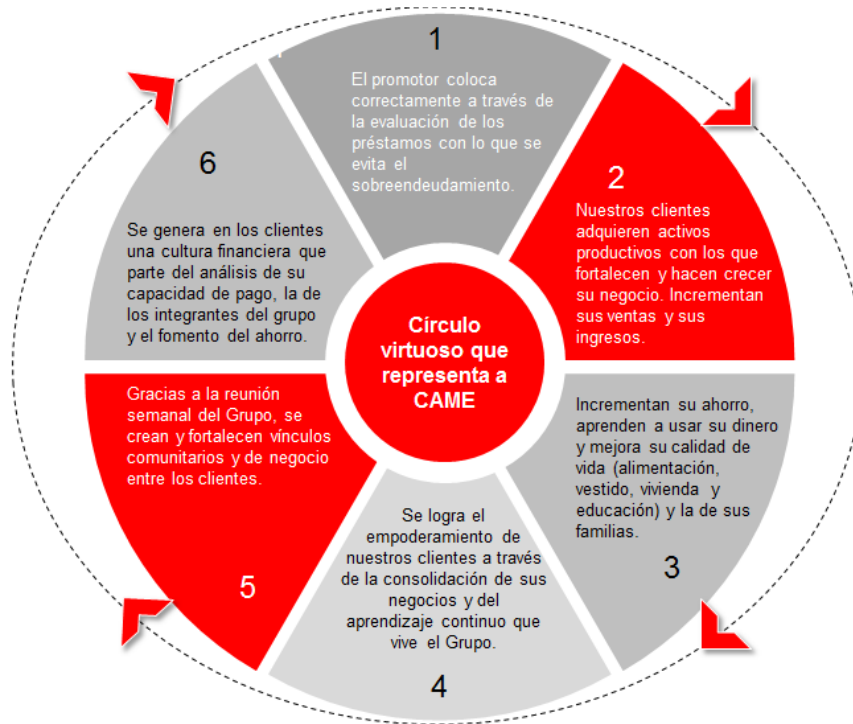 1
El promotor coloca
correctamente a través de
la evaluación de los
préstamos con lo que se
evita el
sobreendeudamiento.
2
Nuestros clientes
adquieren activos
productivos con los que
fortalecen y hacen crecer
su negocio. Incrementan
sus ventas y sus
ingresos.
Incrementan su ahorro,
aprenden a usar su dinero
y mejora su calidad de
vida (alimentación,
vestido, vivienda y
educación) y la de sus
familias.
3
Se logra el
empoderamiento de
nuestros clientes a través
de la consolidación de sus
negocios y del
aprendizaje continuo que
vive el Grupo.
4
Gracias a la reunión
semanal del Grupo, se
crean y fortalecen vínculos
comunitarios y de negocio
entre los clientes.
5
6
Se genera en los clientes
una cultura financiera que
parte del análisis de su
capacidad de pago, la de
los integrantes del grupo
y el fomento del ahorro.
Círculo
virtuoso que
representa a
CAME